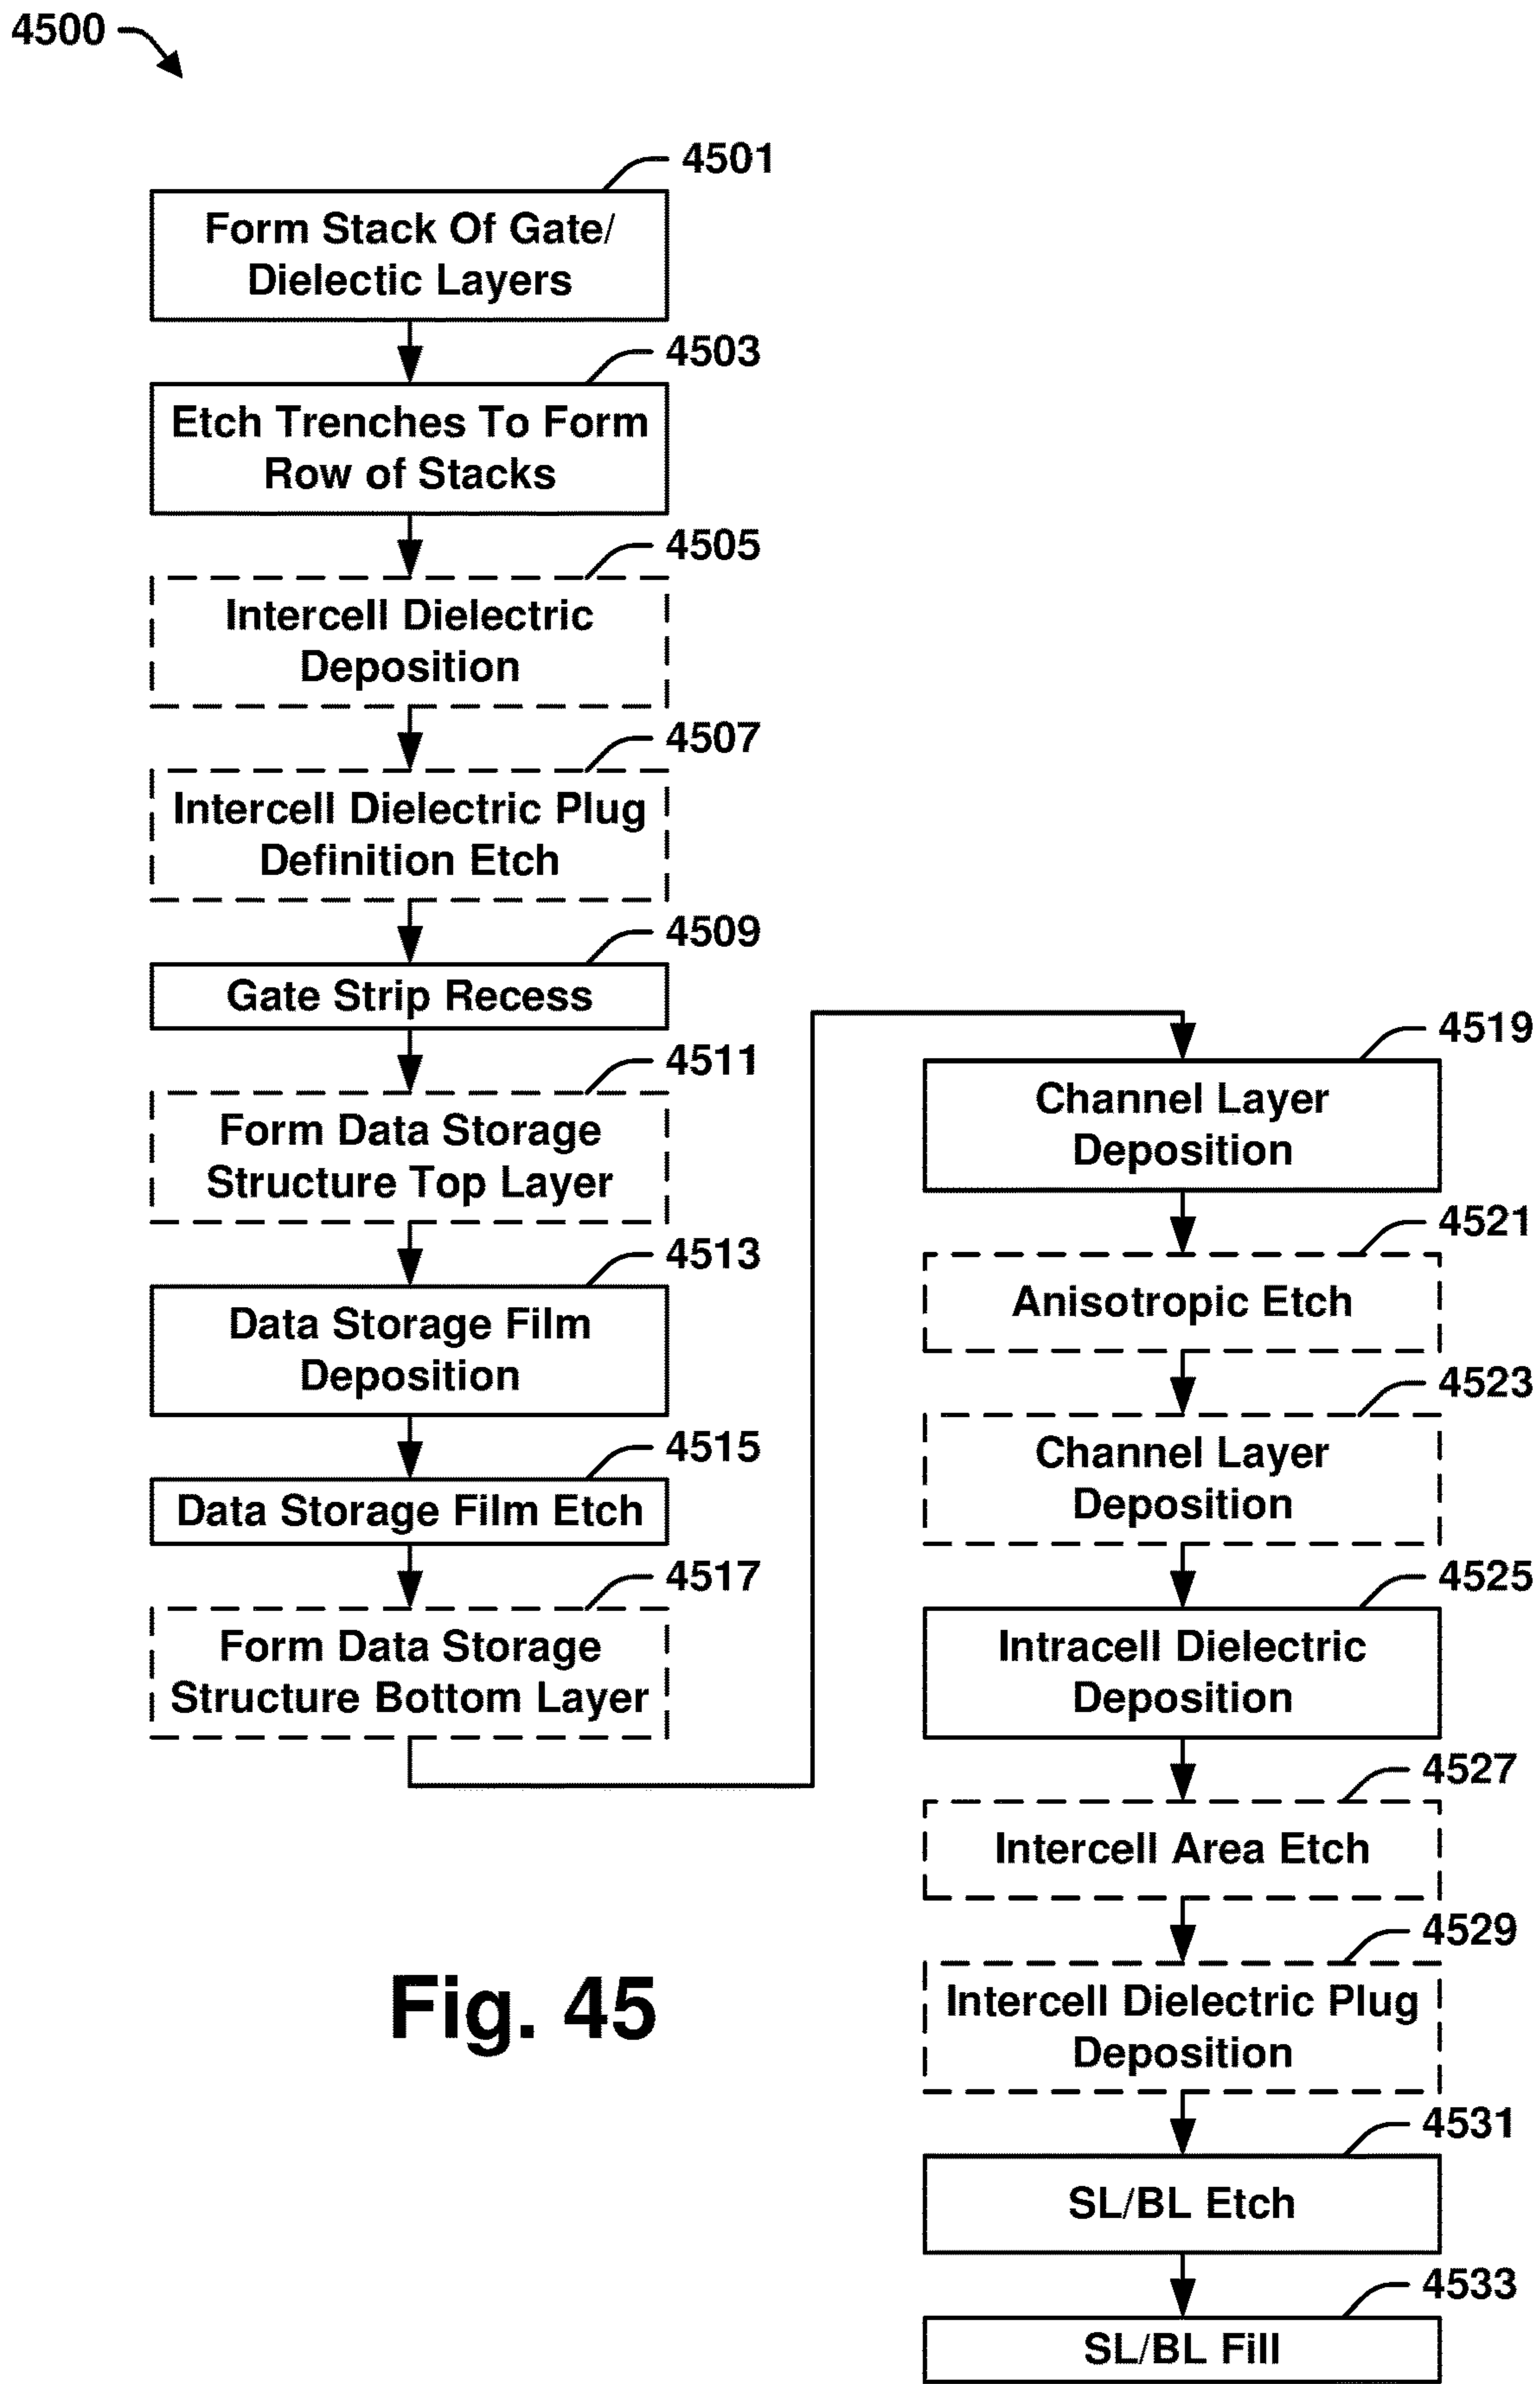 4500
4501
Form Stack Of Gate/
Dielectic Layers
4503
Etch Trenches To Form
Row of Stacks
4505
Intercell Dielectric
Deposition
4507
Intercell Dielectric Plug
Definition Etch
4509
Gate Strip Recess
4511
Form Data Storage
Structure Top Layer
4513
Data Storage Film
Deposition
4515
Data Storage Film Etch
4517
Form Data Storage
Structure Bottom Layer
4519
Channel Layer
Deposition
4521
Anisotropic Etch
4523
Channel Layer
Deposition
4525
Intracell Dielectric
Deposition
4527
Intercell Area Etch
4529
Intercell Dielectric Plug
Deposition
4531
SL/BL Etch
4533
SL/BL Fill
Fig. 45